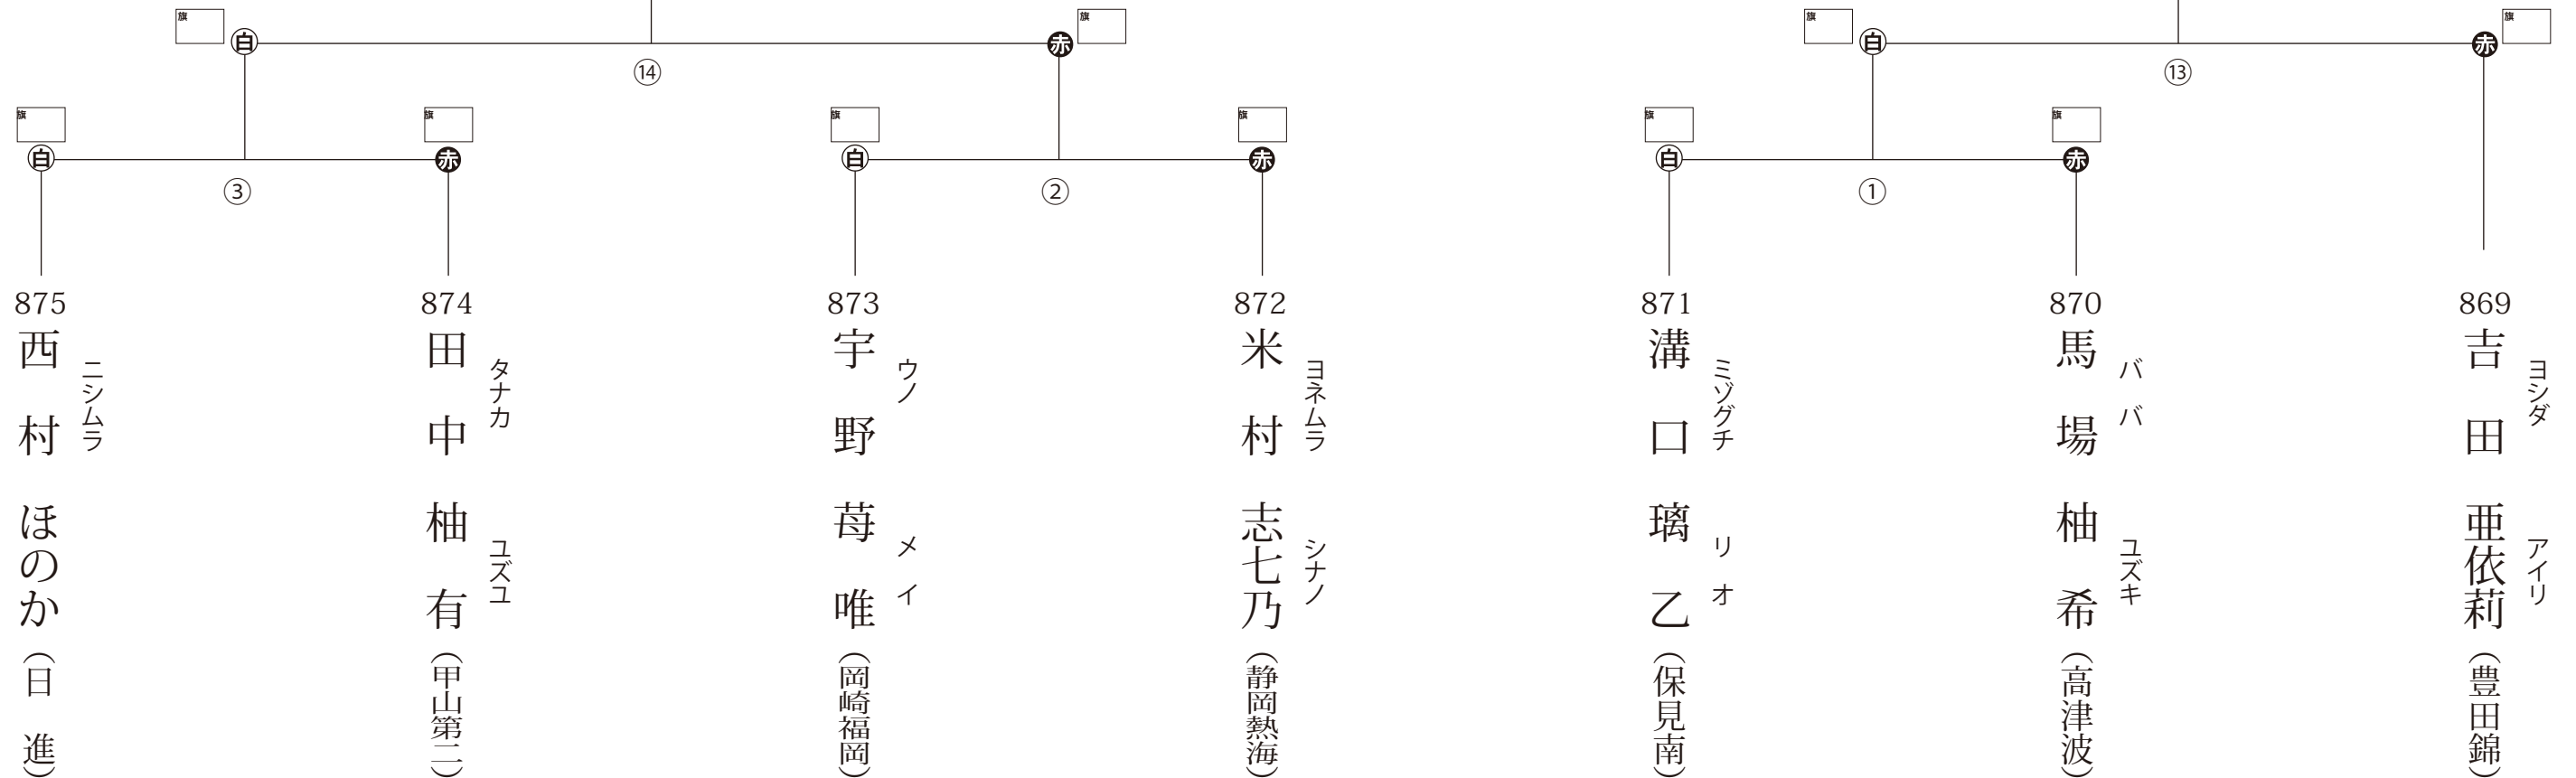 旗
白
赤
旗
旗
白
赤
旗
⑭
⑬
旗
旗
旗
旗
旗
旗
白
赤
白
赤
白
赤
③
②
①
869
吉田 亜依莉 (豊田錦)
ヨシダ アイリ
870
馬場 柚希 (高津波)
ババ ユズキ
871
溝口 璃乙 (保見南)
ミゾグチ リオ
872
米村 志七乃 (静岡熱海)
ヨネムラ シナノ
873
宇野 苺唯 (岡崎福岡)
ウノ メイ
874
田中 柚有 (甲山第二)
タナカ ユズユ
875
西村 ほのか (日進)
ニシムラ